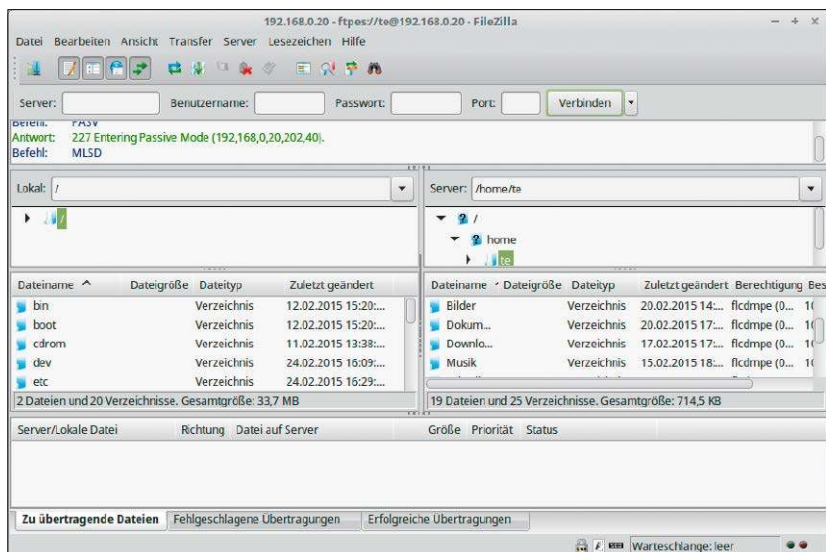 192.168.0.20 - ftpes://te@192.168.0.20 - FileZilla
Datei Bearbeiten Ansicht Transfer Server Lesezeichen Hilfe
Server: Benutzername: Passwort: Port: Verbinden
Befehl: PASV
Antwort: 227 Entering Passive Mode (192,168,0,20,202,40).
Befehl: MLSD
Lokal: /
Server: /home/te
/
/
home
te
Dateiname Dateigröße Dateityp Zuletzt geändert
bin Verzeichnis 12.02.2015 15:20:...
boot Verzeichnis 12.02.2015 15:20:...
cdrom Verzeichnis 11.02.2015 13:38:...
dev Verzeichnis 24.02.2015 16:09:...
etc Verzeichnis 24.02.2015 16:29:...
2 Dateien und 20 Verzeichnisse. Gesamtgröße: 33,7 MB
Dateiname Dateigröße Dateityp Zuletzt geändert Berechtigung Bes
Bilder Verzeichnis 20.02.2015 14:... flcdmpe (0... 10
Dokum... Verzeichnis 20.02.2015 17:... flcdmpe (0... 10
Downlo... Verzeichnis 17.02.2015 17:... flcdmpe (0... 10
Musik Verzeichnis 15.02.2015 18:... flcdmpe (0... 10
19 Dateien und 25 Verzeichnisse. Gesamtgröße: 714,5 KB
Server/Lokale Datei Richtung Datei auf Server Größe Priorität Status
Zu übertragende Dateien Fehlgeschlagene Übertragungen Erfolgreiche Übertragungen
Warteschlange: leer